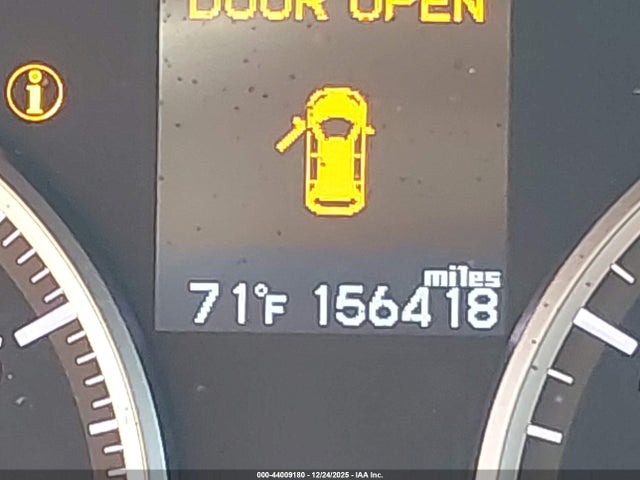 DOOR OPEN
i
miles
71°F 156418
000-44009180 - 12/24/2025 - IAA Inc.